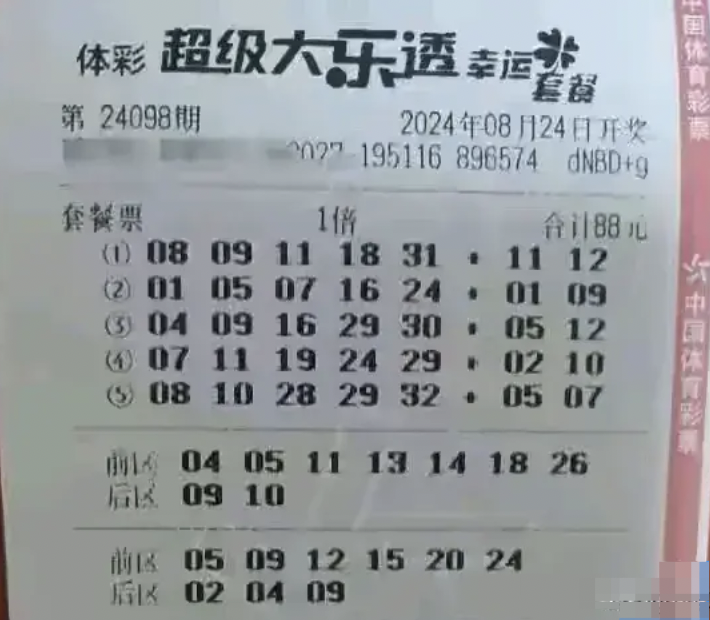 体彩 超级大乐透 幸运套餐
第 24098期 2024年08月24日开奖
195116 896574 dNBD+g
套餐票 1倍 合计88元
(1) 08 09 11 18 31 · 11 12
(2) 01 05 07 16 24 · 01 09
(3) 04 09 16 29 30 · 05 12
(4) 07 11 19 24 29 · 02 10
(5) 08 10 28 29 32 · 05 07
前区 04 05 11 13 14 18 26
后区 09 10
前区 05 09 12 15 20 24
后区 02 04 09
中国体育彩票
中国体育彩票